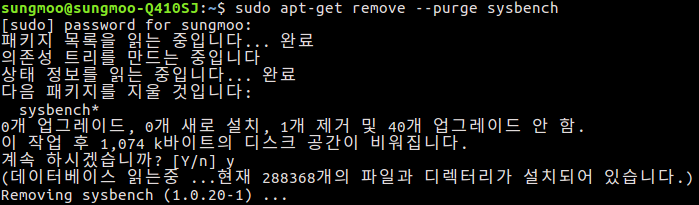 sungmoo@sungmoo-Q410SJ:~$ sudo apt-get remove --purge sysbench
[sudo] password for sungmoo:
패키지 목록을 읽는 중입니다... 완료
의존성 트리를 만드는 중입니다
상태 정보를 읽는 중입니다... 완료
다음 패키지를 지울 것입니다:
  sysbench*
0개 업그레이드, 0개 새로 설치, 1개 제거 및 40개 업그레이드 안 함.
이 작업 후 1,074 k바이트의 디스크 공간이 비워집니다.
계속 하시겠습니까? [Y/n] y
(데이터베이스 읽는중 ...현재 288368개의 파일과 디렉터리가 설치되어 있습니다.)
Removing sysbench (1.0.20-1) ...